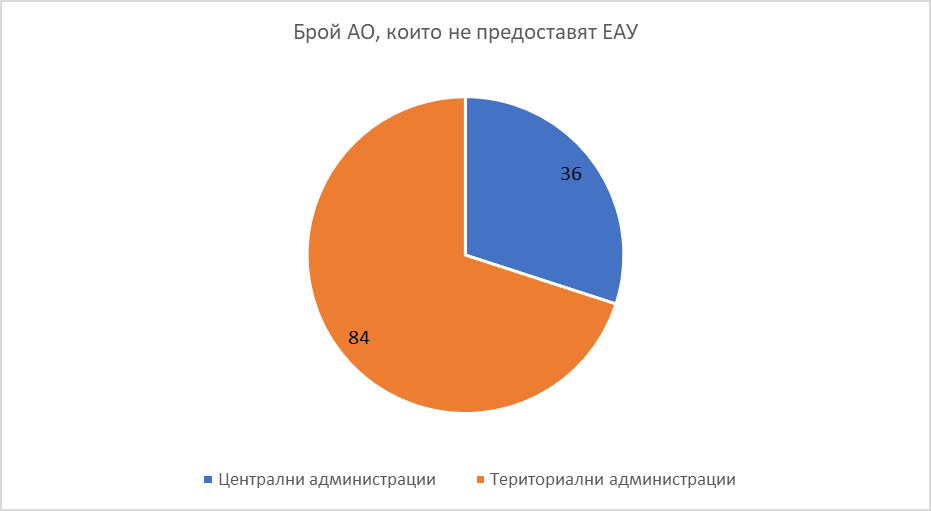 Брой АО, които не предоставят ЕАУ
36
84
Централни администрации
Териториални администрации